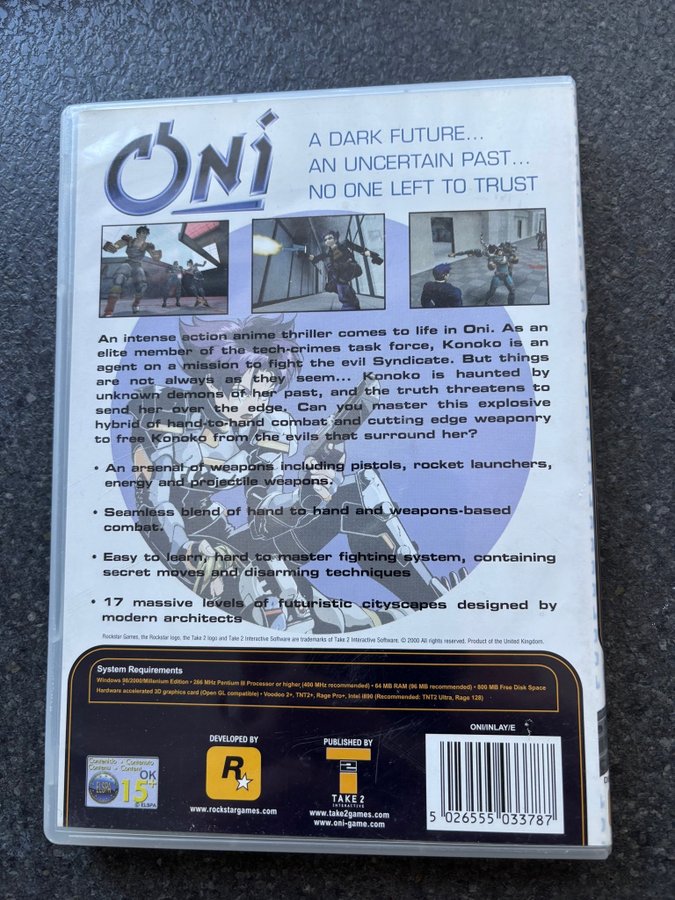 ONi
A DARK FUTURE...
AN UNCERTAIN PAST...
NO ONE LEFT TO TRUST
An intense action anime thriller comes to life in Oni. As an
elite member of the tech-crimes task force, Konoko is an
agent on a mission to fight the evil Syndicate. But things
are not always as they seem... Konoko is haunted by
unknown demons of her past, and the truth threatens to
send her over the edge. Can you master this explosive
hybrid of hand-to-hand combat and cutting edge weaponry
to free Konoko from the evils that surround her?
• An arsenal of weapons including pistols, rocket launchers,
energy and projectile weapons.
• Seamless blend of hand to hand and weapons-based
combat.
• Easy to learn, hard to master fighting system, containing
secret moves and disarming techniques
• 17 massive levels of futuristic cityscapes designed by
modern architects
Rockstar Games, the Rockstar logo, the Take 2 logo and Take 2 Interactive Software are trademarks of Take 2 Interactive Software. © 2000 All rights reserved. Product of the United Kingdom.
System Requirements
Windows 98/2000/Millenium Edition • 266 MHz Pentium II Processor or higher (400 MHz recommended) • 64 MB RAM (96 MB recommended) • 800 MB Free Disk Space
Hardware accelerated 3D graphics card (Open GL compatible) • Voodoo 2+, TNT2+, Rage Pro+, Intel i890 (Recommended: TNT2 Ultra, Rage 128)
Contenido • Contenuto
Contenu • Content
ELSPA
OK
15+
© ELSPA
DEVELOPED BY
R
www.rockstargames.com
PUBLISHED BY
T 2
TAKE 2
INTERACTIVE
www.take2games.com
www.oni-game.com
ONI/INLAY/E
5 026555 033787